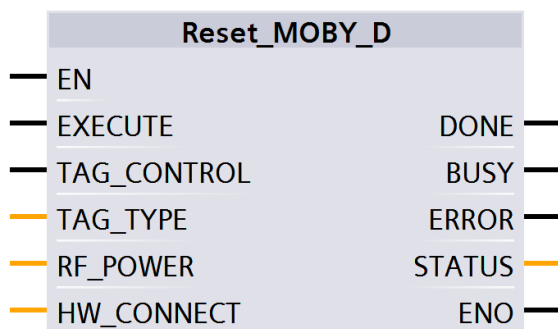 Reset_MOBY_D
EN
EXECUTE DONE
TAG_CONTROL BUSY
TAG_TYPE ERROR
RF_POWER STATUS
HW_CONNECT ENO